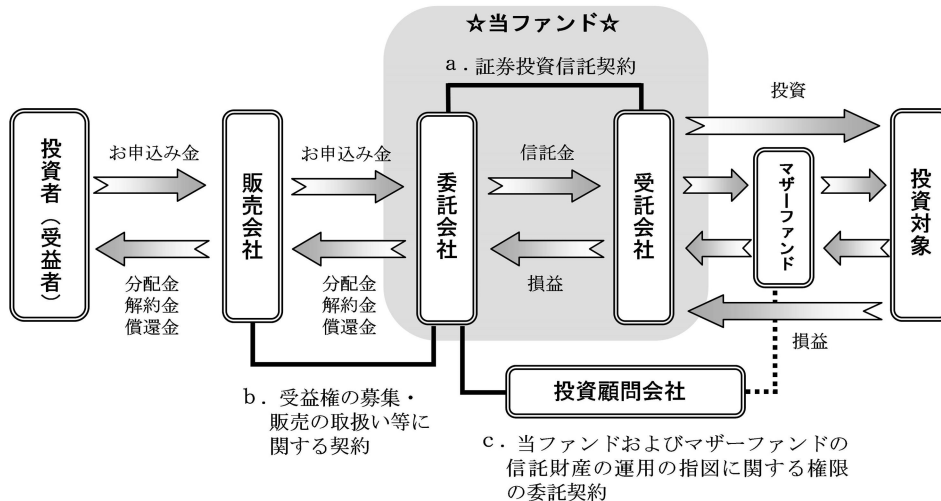 ☆当ファンド☆
a．証券投資信託契約
投資者（受益者）
お申込み金
分配金
解約金
償還金
販売会社
お申込み金
分配金
解約金
償還金
委託会社
信託金
損益
受託会社
投資
マザーファンド
損益
投資対象
b．受益権の募集・
販売の取扱い等に
関する契約
投資顧問会社
c．当ファンドおよびマザーファンドの
信託財産の運用の指図に関する権限
の委託契約